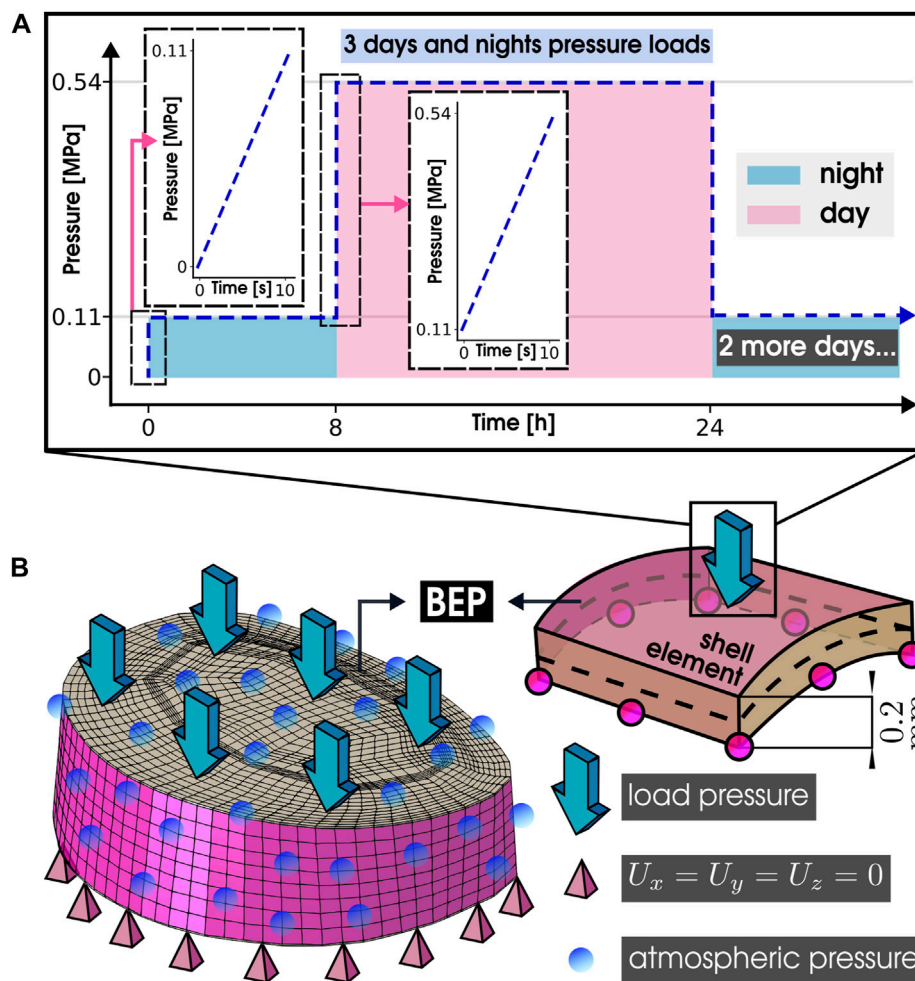 A
3 days and nights pressure loads
Pressure [MPa]
0.54
0.11
0
0.11
0
Pressure [MPa]
0
Time [s]
10
0.54
0.11
Pressure [MPa]
0
Time [s]
10
night
day
2 more days...
0
8
Time [h]
24
B
BEP
shell
element
0.2
mm
load pressure
U_x = U_y = U_z = 0
atmospheric pressure